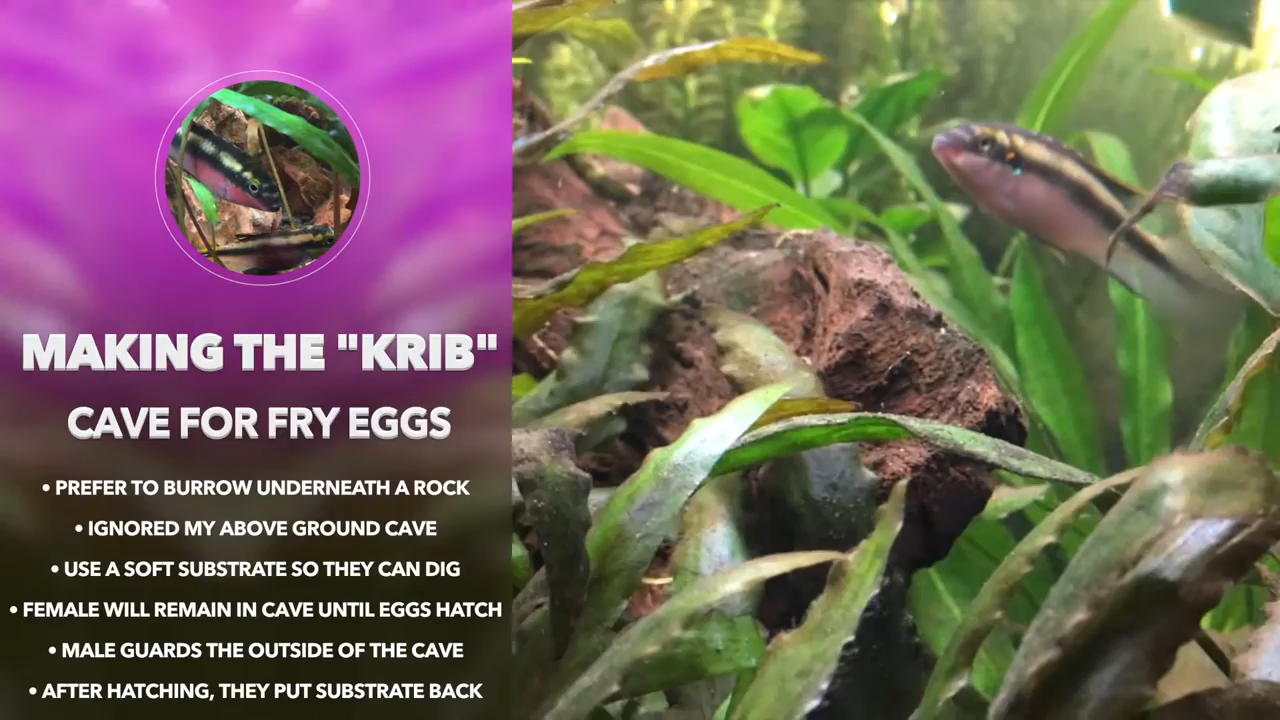 MAKING THE "KRIB"
CAVE FOR FRY EGGS
• PREFER TO BURROW UNDERNEATH A ROCK
• IGNORED MY ABOVE GROUND CAVE
• USE A SOFT SUBSTRATE SO THEY CAN DIG
• FEMALE WILL REMAIN IN CAVE UNTIL EGGS HATCH
• MALE GUARDS THE OUTSIDE OF THE CAVE
• AFTER HATCHING, THEY PUT SUBSTRATE BACK